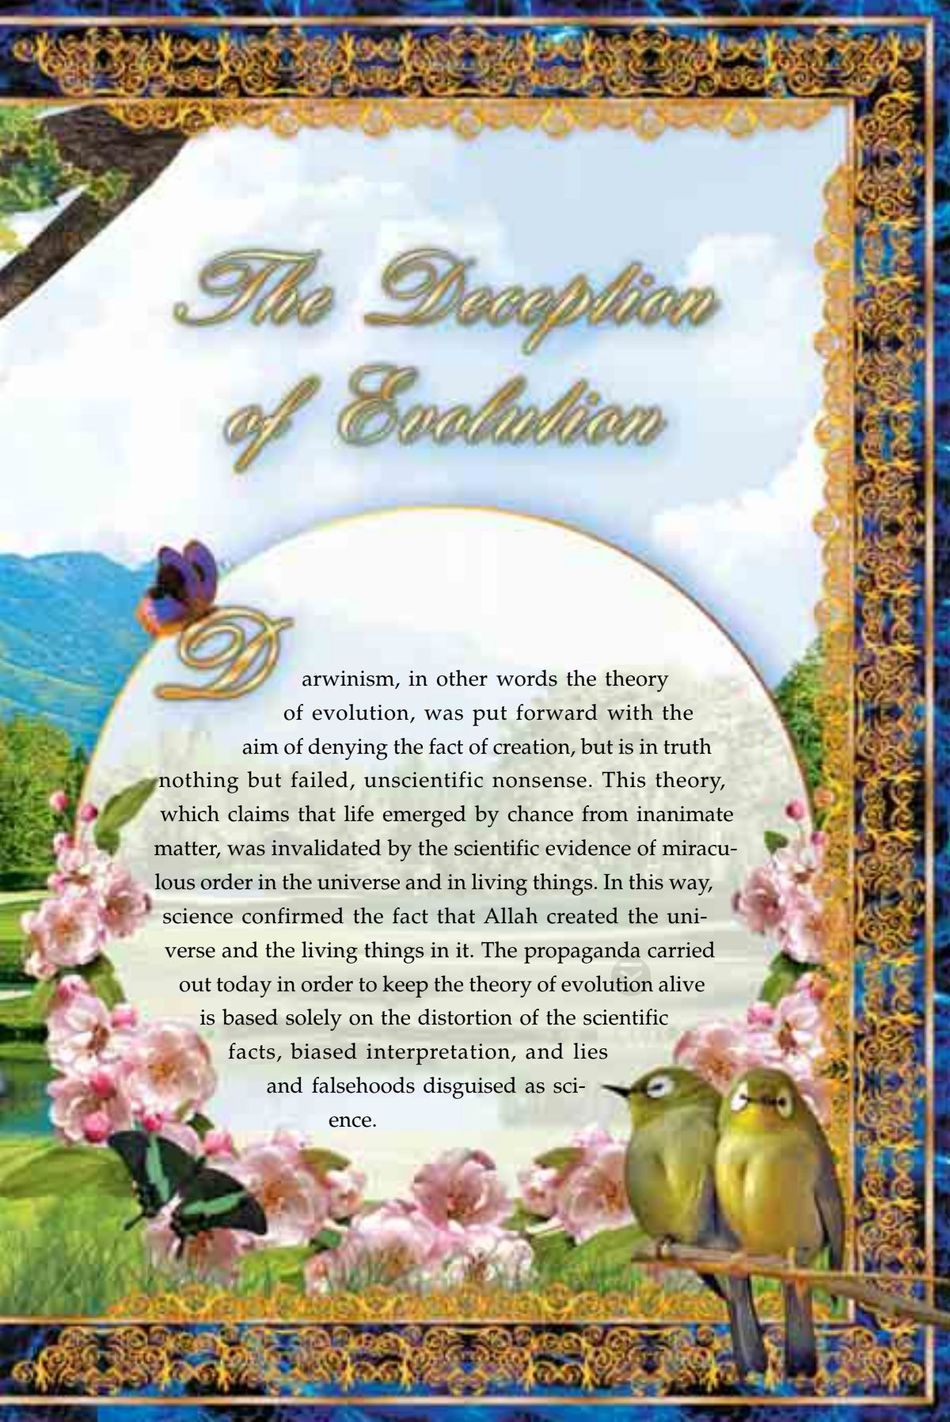 The Deception
of Evolution
Darwinism, in other words the theory
of evolution, was put forward with the
aim of denying the fact of creation, but is in truth
nothing but failed, unscientific nonsense. This theory,
which claims that life emerged by chance from inanimate
matter, was invalidated by the scientific evidence of miracu-
lous order in the universe and in living things. In this way,
science confirmed the fact that Allah created the uni-
verse and the living things in it. The propaganda carried
out today in order to keep the theory of evolution alive
is based solely on the distortion of the scientific
facts, biased interpretation, and lies
and falsehoods disguised as sci-
ence.